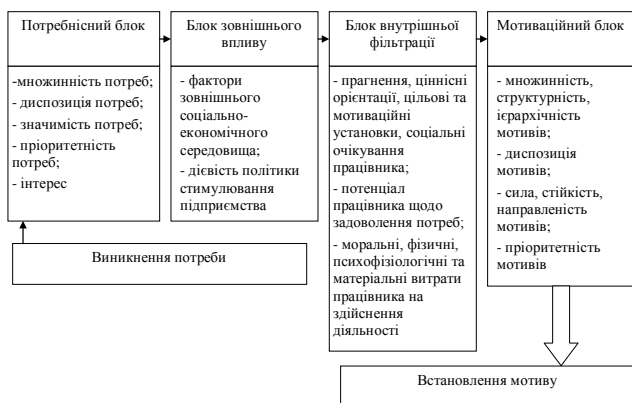 Потребнісний блок
-множинність потреб;
- диспозиція потреб;
- значимість потреб;
- пріоритетність
потреб;
- інтерес
Блок зовнішнього
впливу
- фактори
зовнішнього
соціально-
економічного
середовища;
- дієвість політики
стимулювання
підприємства
Блок внутрішньої
фільтрації
- прагнення, ціннісні
орієнтації, цільові та
мотиваційні
установки, соціальні
очікування
працівника;
- потенціал
працівника щодо
задоволення потреб;
- моральні, фізичні,
психофізіологічні та
матеріальні витрати
працівника на
здійснення
діяльності
Мотиваційний блок
- множинність,
структурність,
ієрархічність
мотивів;
- диспозиція
мотивів;
- сила, стійкість,
направленість
мотивів;
- пріоритетність
мотивів
Виникнення потреби
Встановлення мотиву